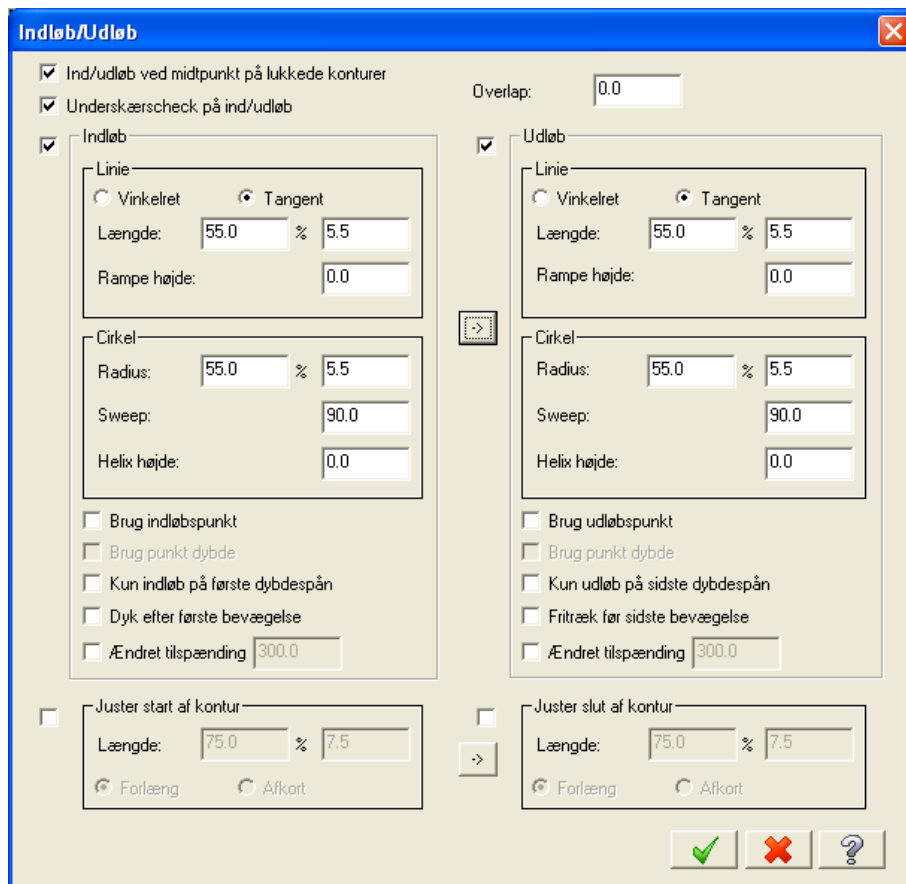 Indløb/Udløb
Ind/udløb ved midtpunkt på lukkede konturer
Underskærscheck på ind/udløb
Overlap: 0.0
Indløb
Linie
Vinkelret Tangent
Længde: 55.0 % 5.5
Rampe højde: 0.0
Cirkel
Radius: 55.0 % 5.5
Sweep: 90.0
Helix højde: 0.0
Brug indløbspunkt
Brug punkt dybde
Kun indløb på første dybdespån
Dyk efter første bevægelse
Ændret tilspænding 300.0
Juster start af kontur
Længde: 75.0 % 7.5
Forlæng Afkort
->
->
Udløb
Linie
Vinkelret Tangent
Længde: 55.0 % 5.5
Rampe højde: 0.0
Cirkel
Radius: 55.0 % 5.5
Sweep: 90.0
Helix højde: 0.0
Brug udløbspunkt
Brug punkt dybde
Kun udløb på sidste dybdespån
Fritræk før sidste bevægelse
Ændret tilspænding 300.0
Juster slut af kontur
Længde: 75.0 % 7.5
Forlæng Afkort
?